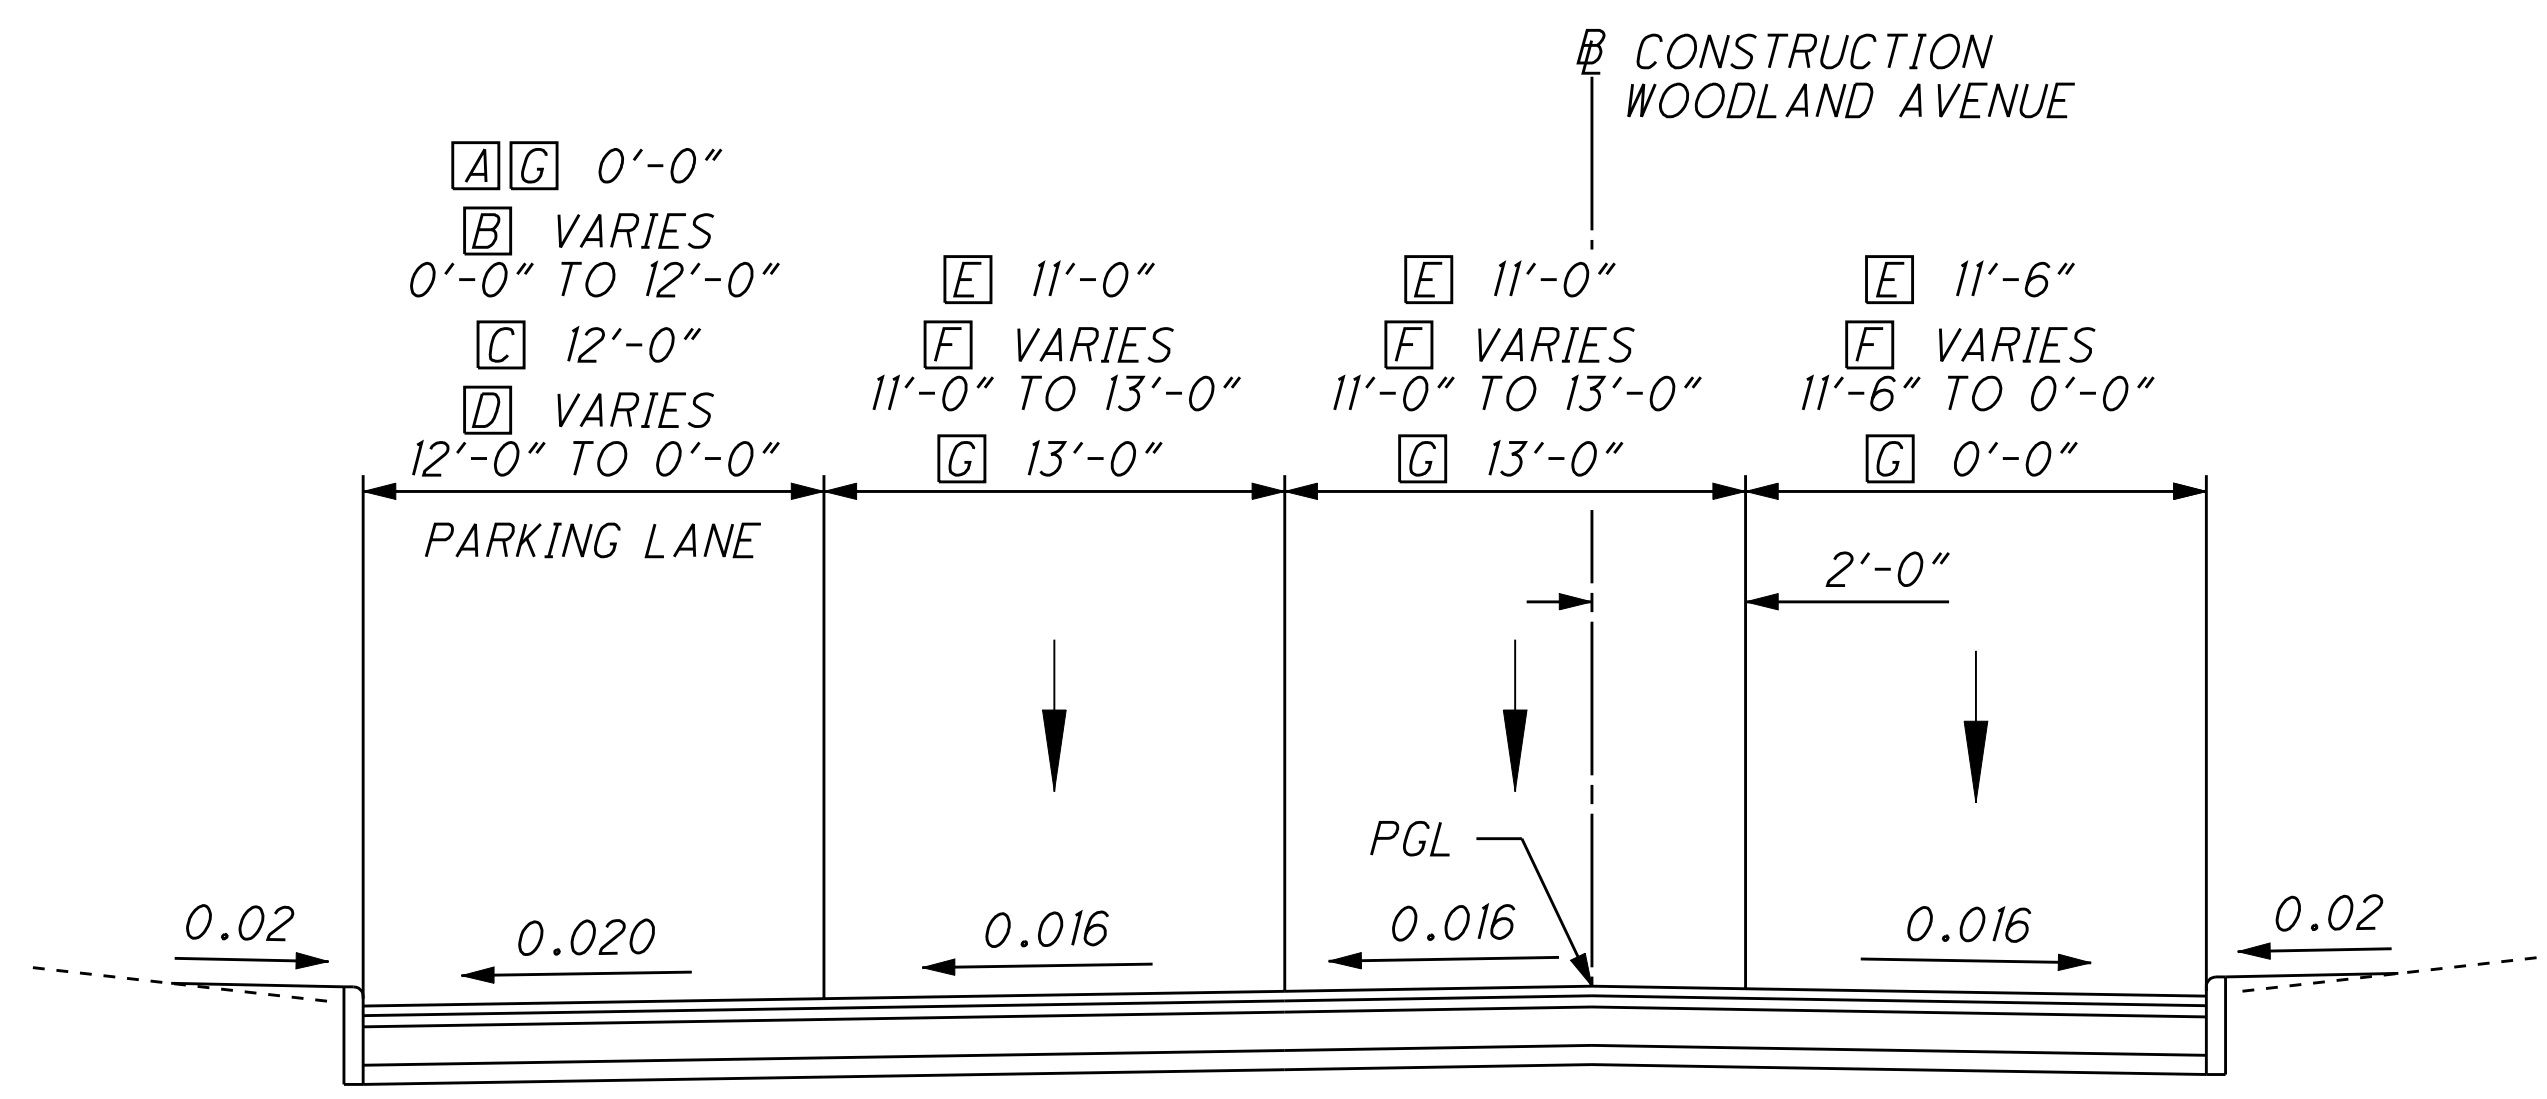 ℄ CONSTRUCTION
WOODLAND AVENUE
A G 0'-0"
B VARIES
0'-0" TO 12'-0"
C 12'-0"
D VARIES
12'-0" TO 0'-0"
PARKING LANE
E 11'-0"
F VARIES
11'-0" TO 13'-0"
G 13'-0"
E 11'-0"
F VARIES
11'-0" TO 13'-0"
G 13'-0"
E 11'-6"
F VARIES
11'-6" TO 0'-0"
G 0'-0"
2'-0"
PGL
0.02
0.020
0.016
0.016
0.016
0.02